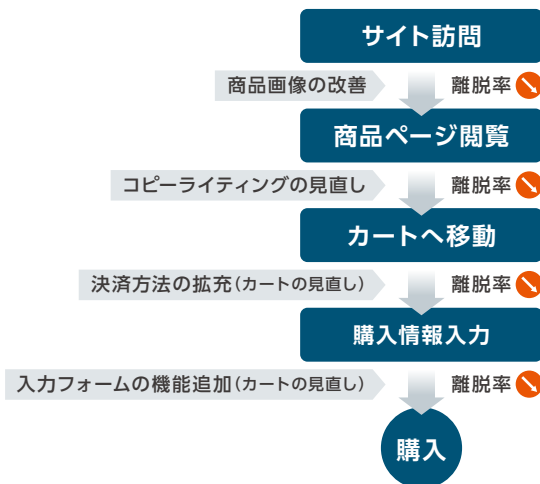 サイト訪問
商品画像の改善 離脱率
商品ページ閲覧
コピーライティングの見直し 離脱率
カートへ移動
決済方法の拡充(カートの見直し) 離脱率
購入情報入力
入力フォームの機能追加(カートの見直し) 離脱率
購入